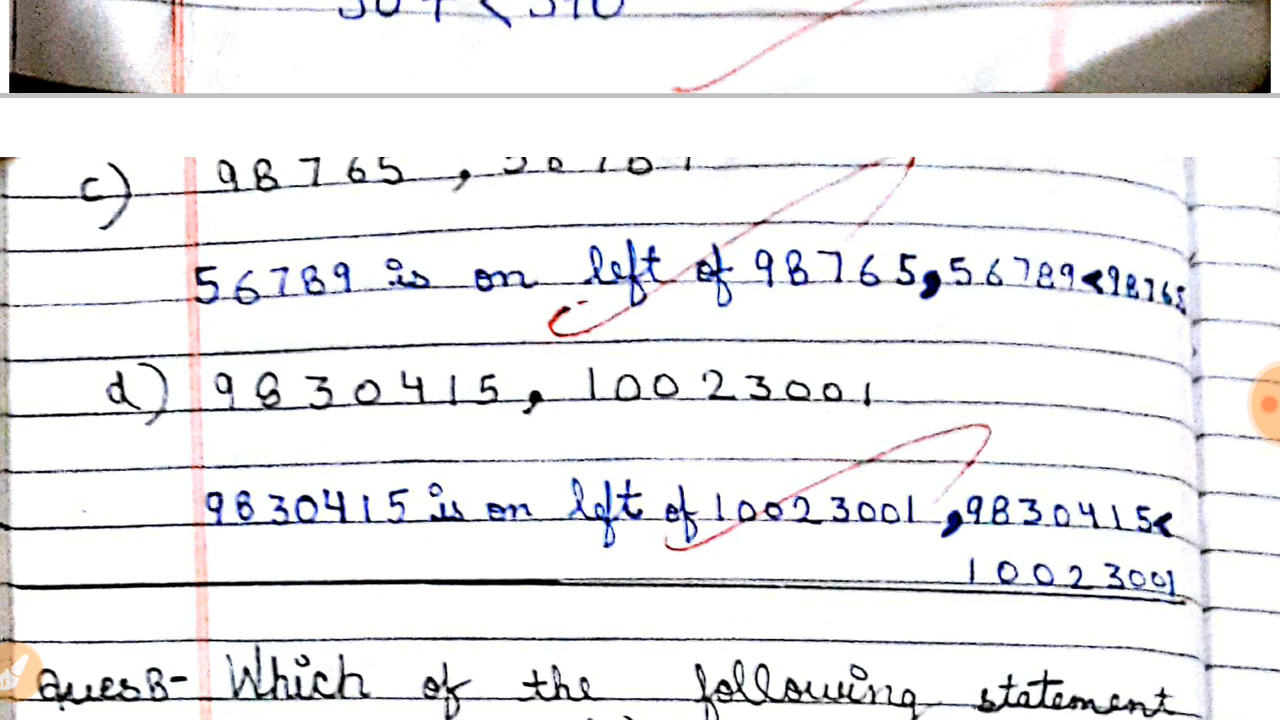 c) 98765 ,
56789 is on left of 98765, 56789<98765
d) 9830415, 10023001
9830415 is on left of 10023001, 9830415<
10023001
Ques8- Which of the following statement